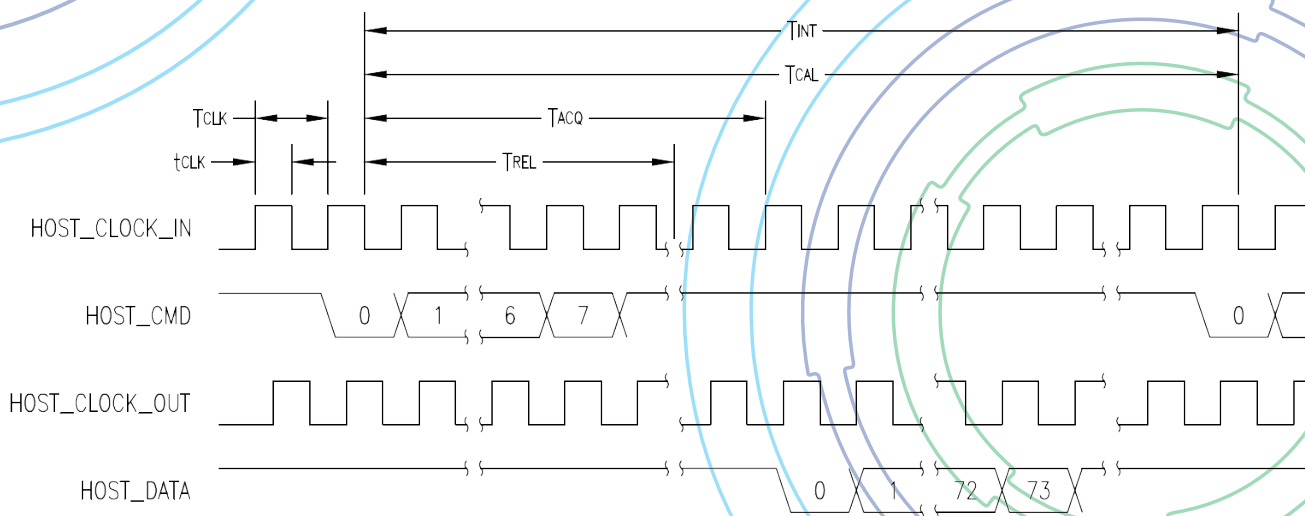 TINT
TCAL
TCLK
TACQ
tCLK
TREL
HOST_CLOCK_IN
HOST_CMD 0 1 6 7 0
HOST_CLOCK_OUT
HOST_DATA 0 1 72 73